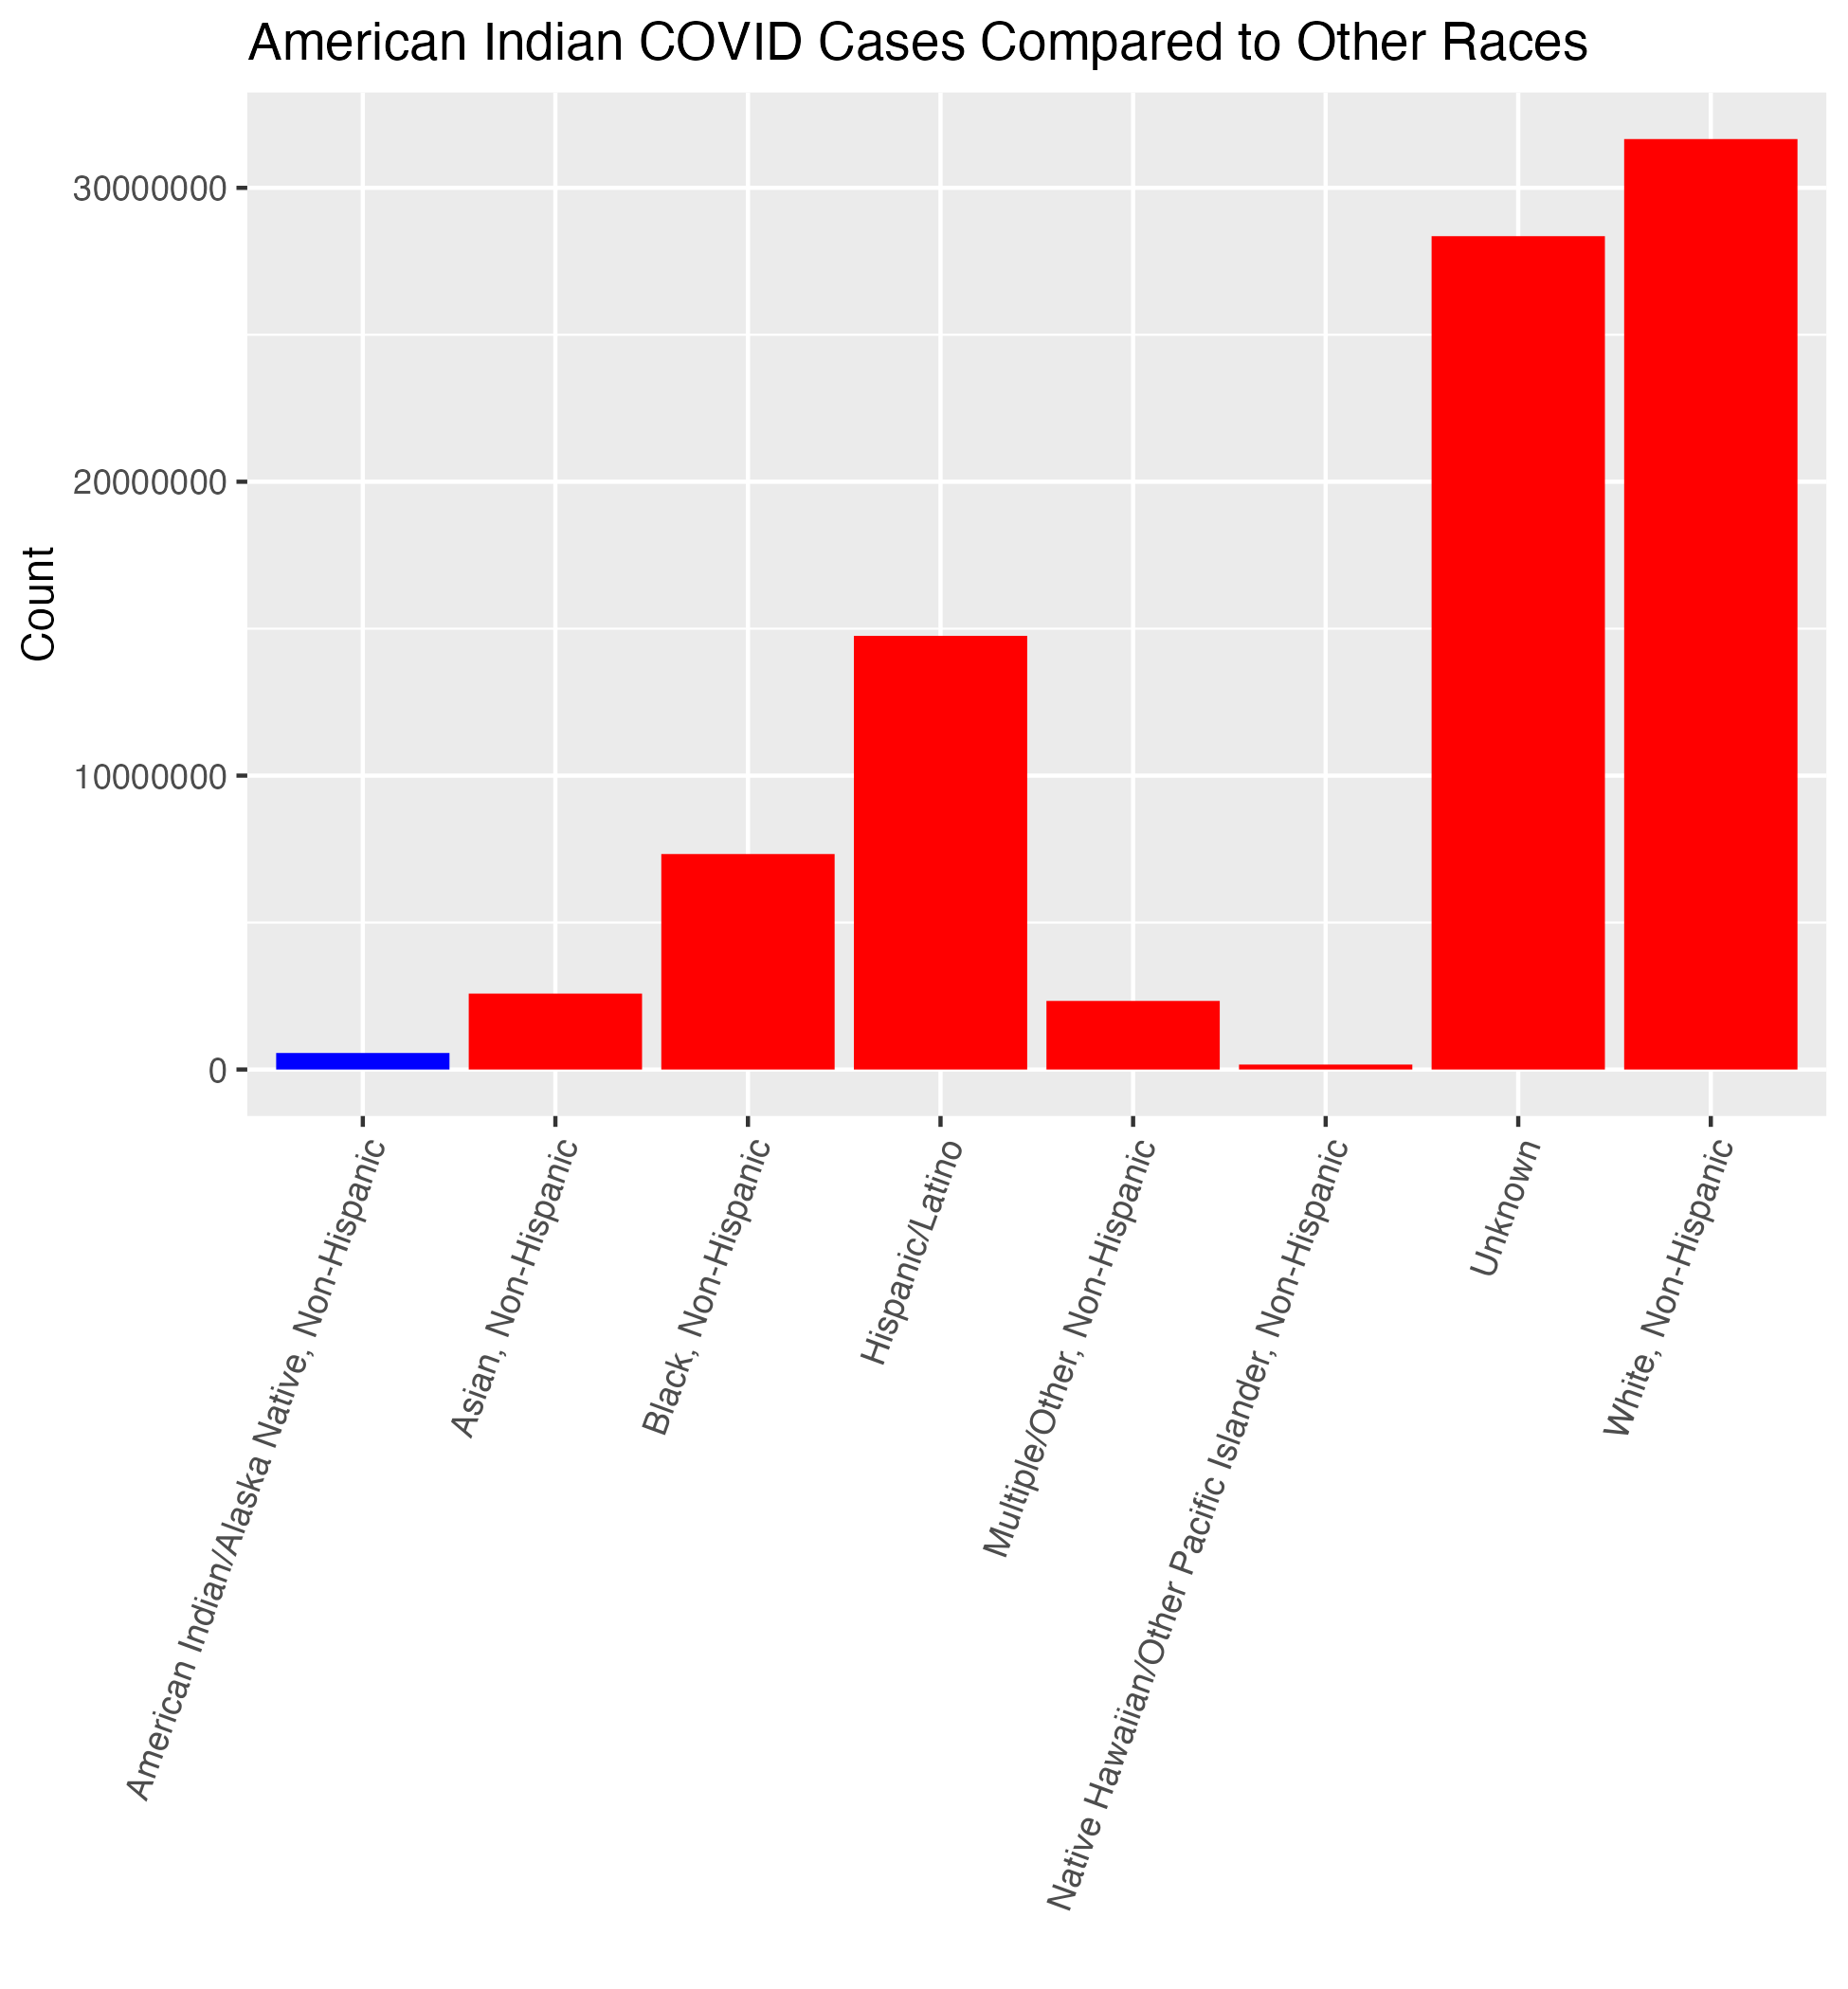 American Indian COVID Cases Compared to Other Races
30000000
20000000
10000000
0
Count
American Indian/Alaska Native, Non-Hispanic
Asian, Non-Hispanic
Black, Non-Hispanic
Hispanic/Latino
Multiple/Other, Non-Hispanic
Native Hawaiian/Other Pacific Islander, Non-Hispanic
Unknown
White, Non-Hispanic